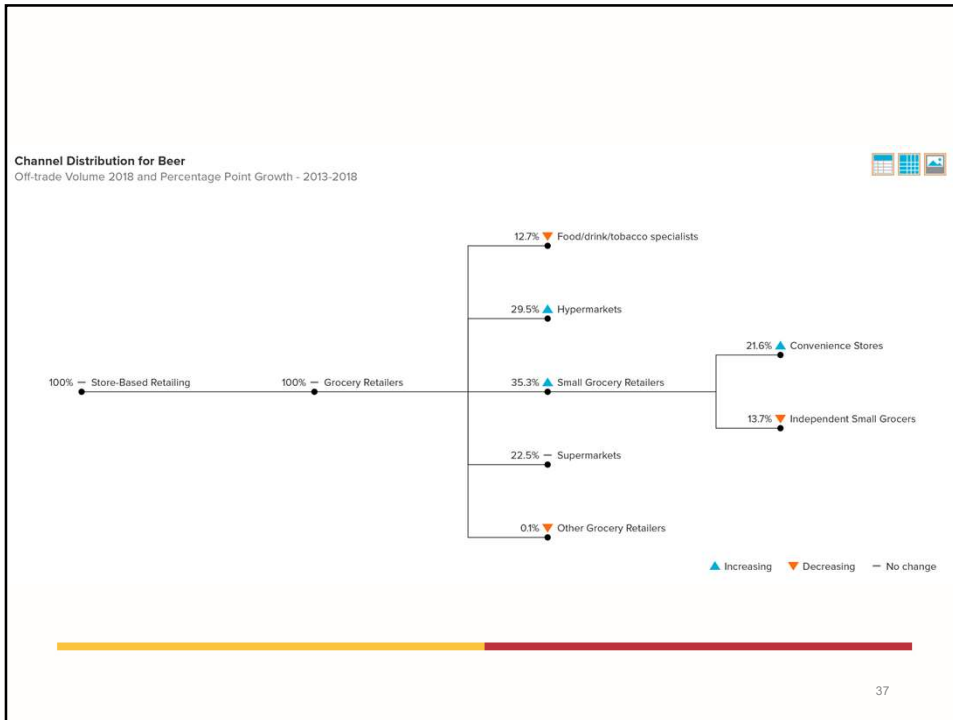 Channel Distribution for Beer
Off-trade Volume 2018 and Percentage Point Growth - 2013-2018
12.7% Food/drink/tobacco specialists
29.5% Hypermarkets
21.6% Convenience Stores
100% Store-Based Retailing
100% Grocery Retailers
35.3% Small Grocery Retailers
13.7% Independent Small Grocers
22.5% Supermarkets
0.1% Other Grocery Retailers
Increasing Decreasing No change
37